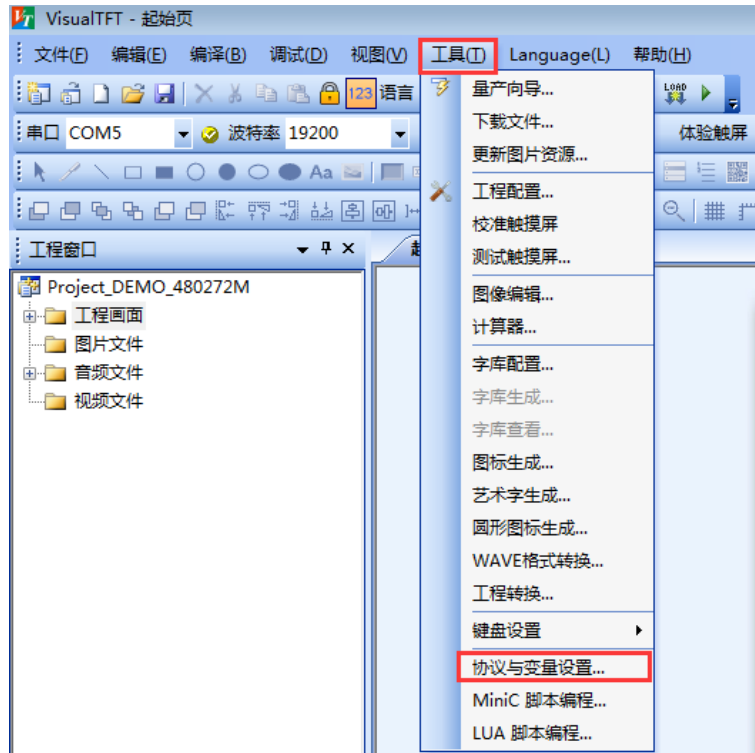 VisualTFT - 起始页
文件(F) 编辑(E) 编译(B) 调试(D) 视图(V) 工具(T) Language(L) 帮助(H)
123 语言 LOAD
串口 COM5 波特率 19200 体验触屏
Aa
工程窗口
Project_DEMO_480272M
工程画面
图片文件
音频文件
视频文件
量产向导...
下载文件...
更新图片资源...
工程配置...
校准触摸屏
测试触摸屏...
图像编辑...
计算器...
字库配置...
字库生成...
字库查看...
图标生成...
艺术字生成...
圆形图标生成...
WAVE格式转换...
工程转换...
键盘设置
协议与变量设置...
MiniC 脚本编程...
LUA 脚本编程...